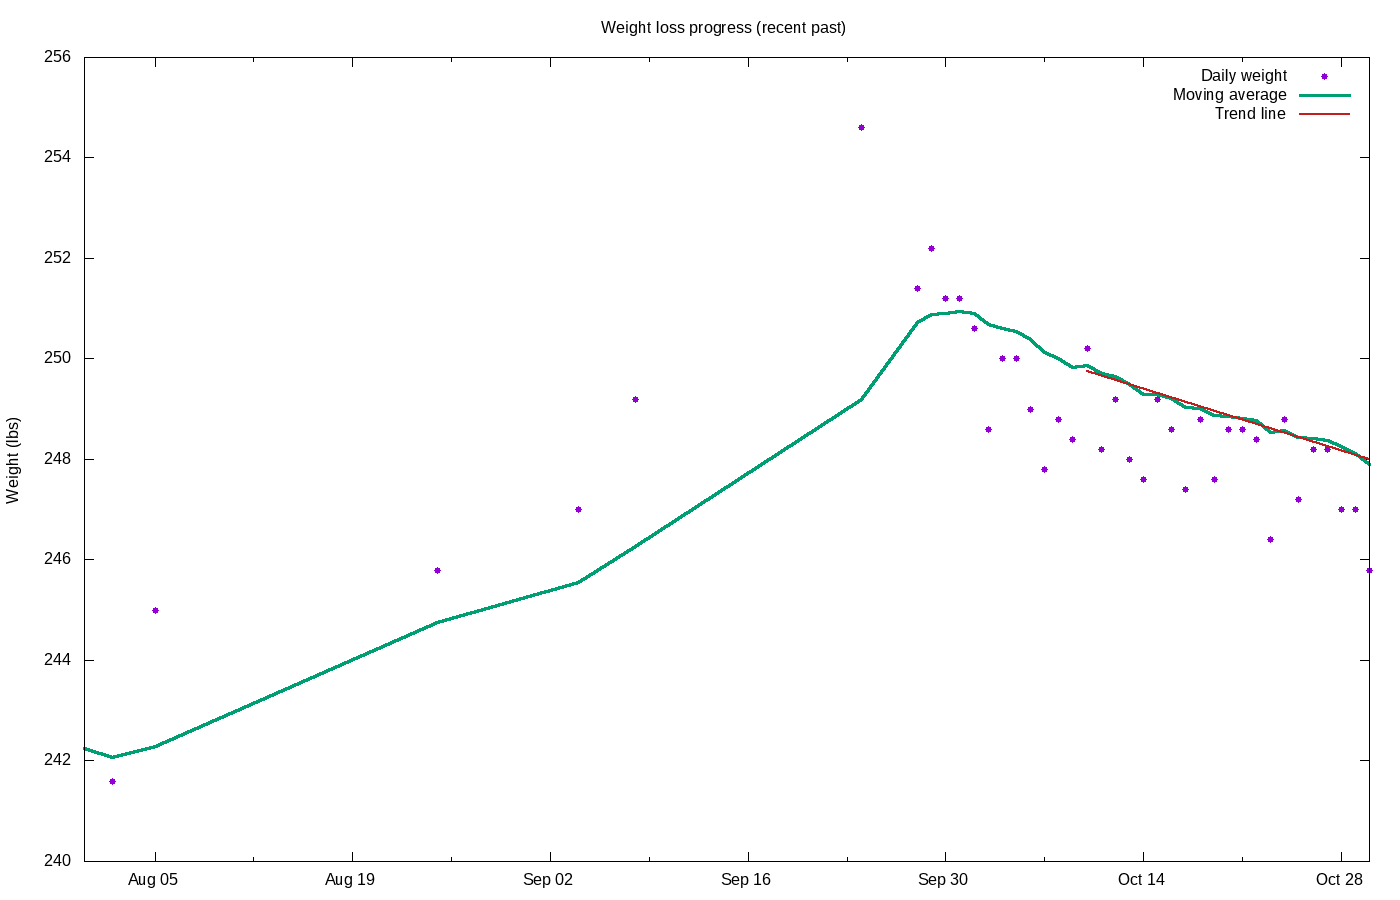 Weight loss progress (recent past)
256
254
252
250
248
246
244
242
240
Weight (lbs)
Daily weight
Moving average
Trend line
Aug 05
Aug 19
Sep 02
Sep 16
Sep 30
Oct 14
Oct 28